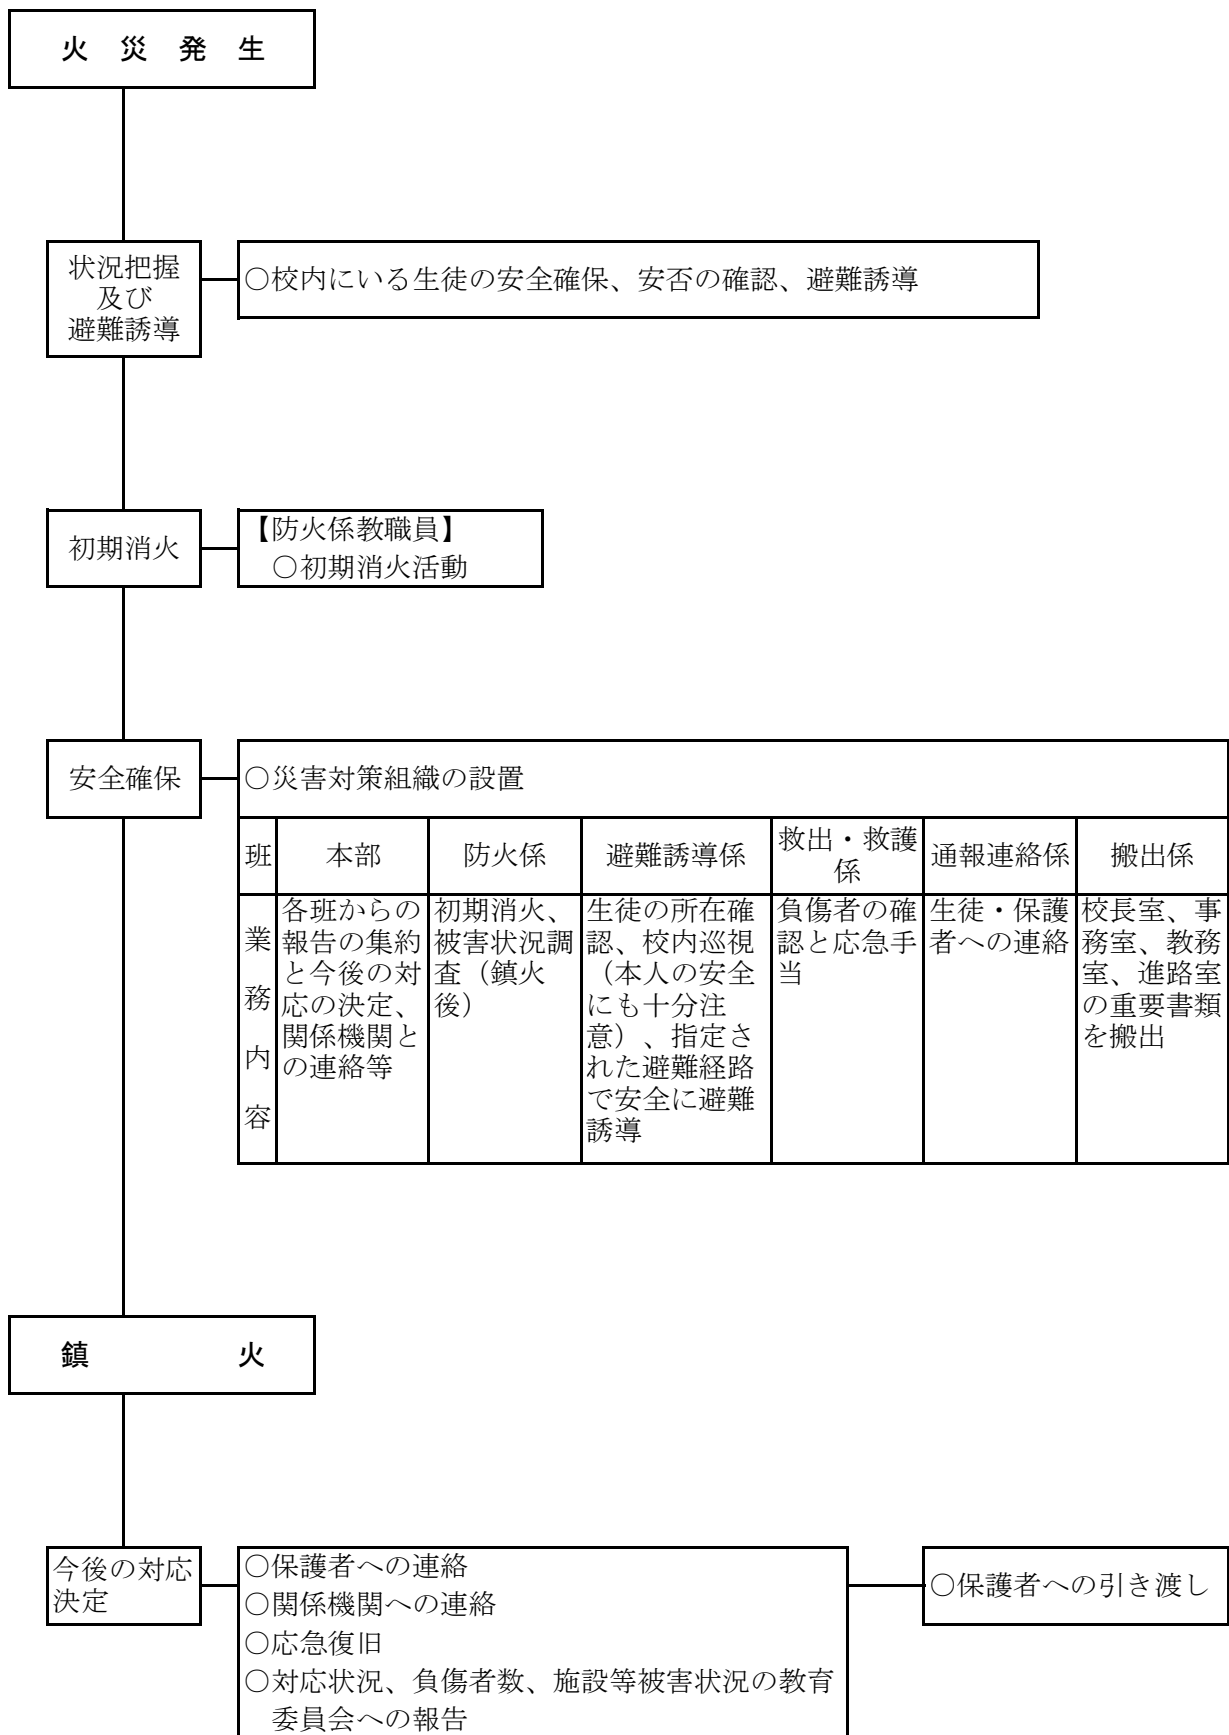 火 災 発 生
状況把握
及び
避難誘導
○校内にいる生徒の安全確保、安否の確認、避難誘導
初期消火
【防火係教職員】
○初期消火活動
安全確保
○災害対策組織の設置
班
本部
防火係
避難誘導係
救出・救護
係
通報連絡係
搬出係
業
務
内
容
各班からの
報告の集約
と今後の対
応の決定、
関係機関と
の連絡等
初期消火、
被害状況調
査（鎮火
後）
生徒の所在確
認、校内巡視
（本人の安全
にも十分注
意）、指定さ
れた避難経路
で安全に避難
誘導
負傷者の確
認と応急手
当
生徒・保護
者への連絡
校長室、事
務室、教務
室、進路室
の重要書類
を搬出
鎮 火
今後の対応
決定
○保護者への連絡
○関係機関への連絡
○応急復旧
○対応状況、負傷者数、施設等被害状況の教育
委員会への報告
○保護者への引き渡し